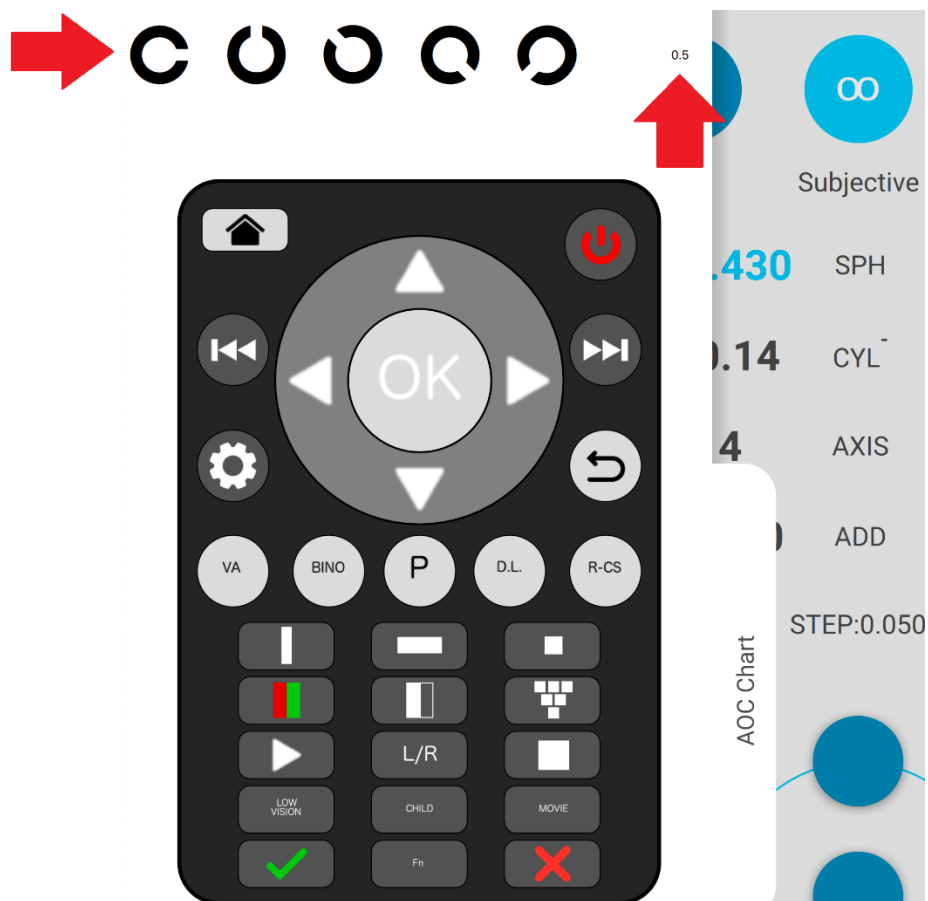 0.5
∞
Subjective
.430 SPH
.14 CYL-
4 AXIS
ADD
STEP:0.050
OK
VA
BINO
P
D.L.
R-CS
L/R
LOW
VISION
CHILD
MOVIE
Fn
AOC Chart